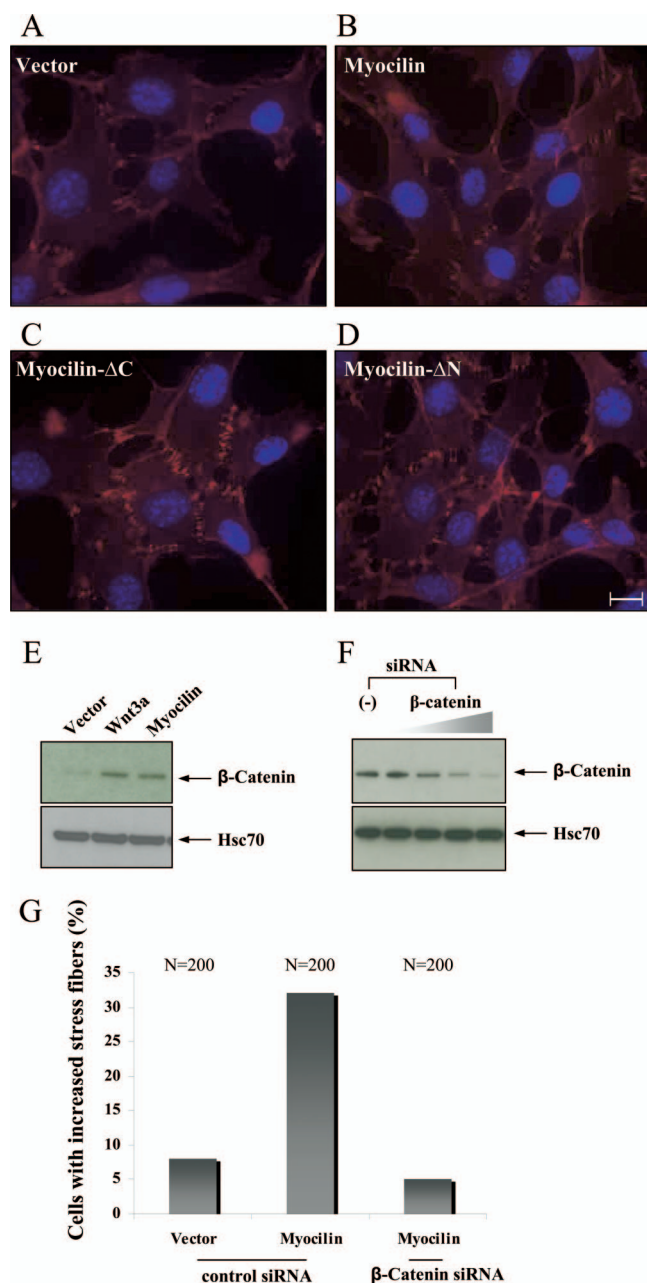 A
B
Vector
Myocilin
C
D
Myocilin-ΔC
Myocilin-ΔN
E
F
Vector
Wnt3a
Myocilin
β-Catenin
Hsc70
siRNA
(-)
β-catenin
β-Catenin
Hsc70
G
Cells with increased stress fibers (%)
N=200
N=200
N=200
35
30
25
20
15
10
5
0
Vector
Myocilin
Myocilin
control siRNA
β-Catenin siRNA